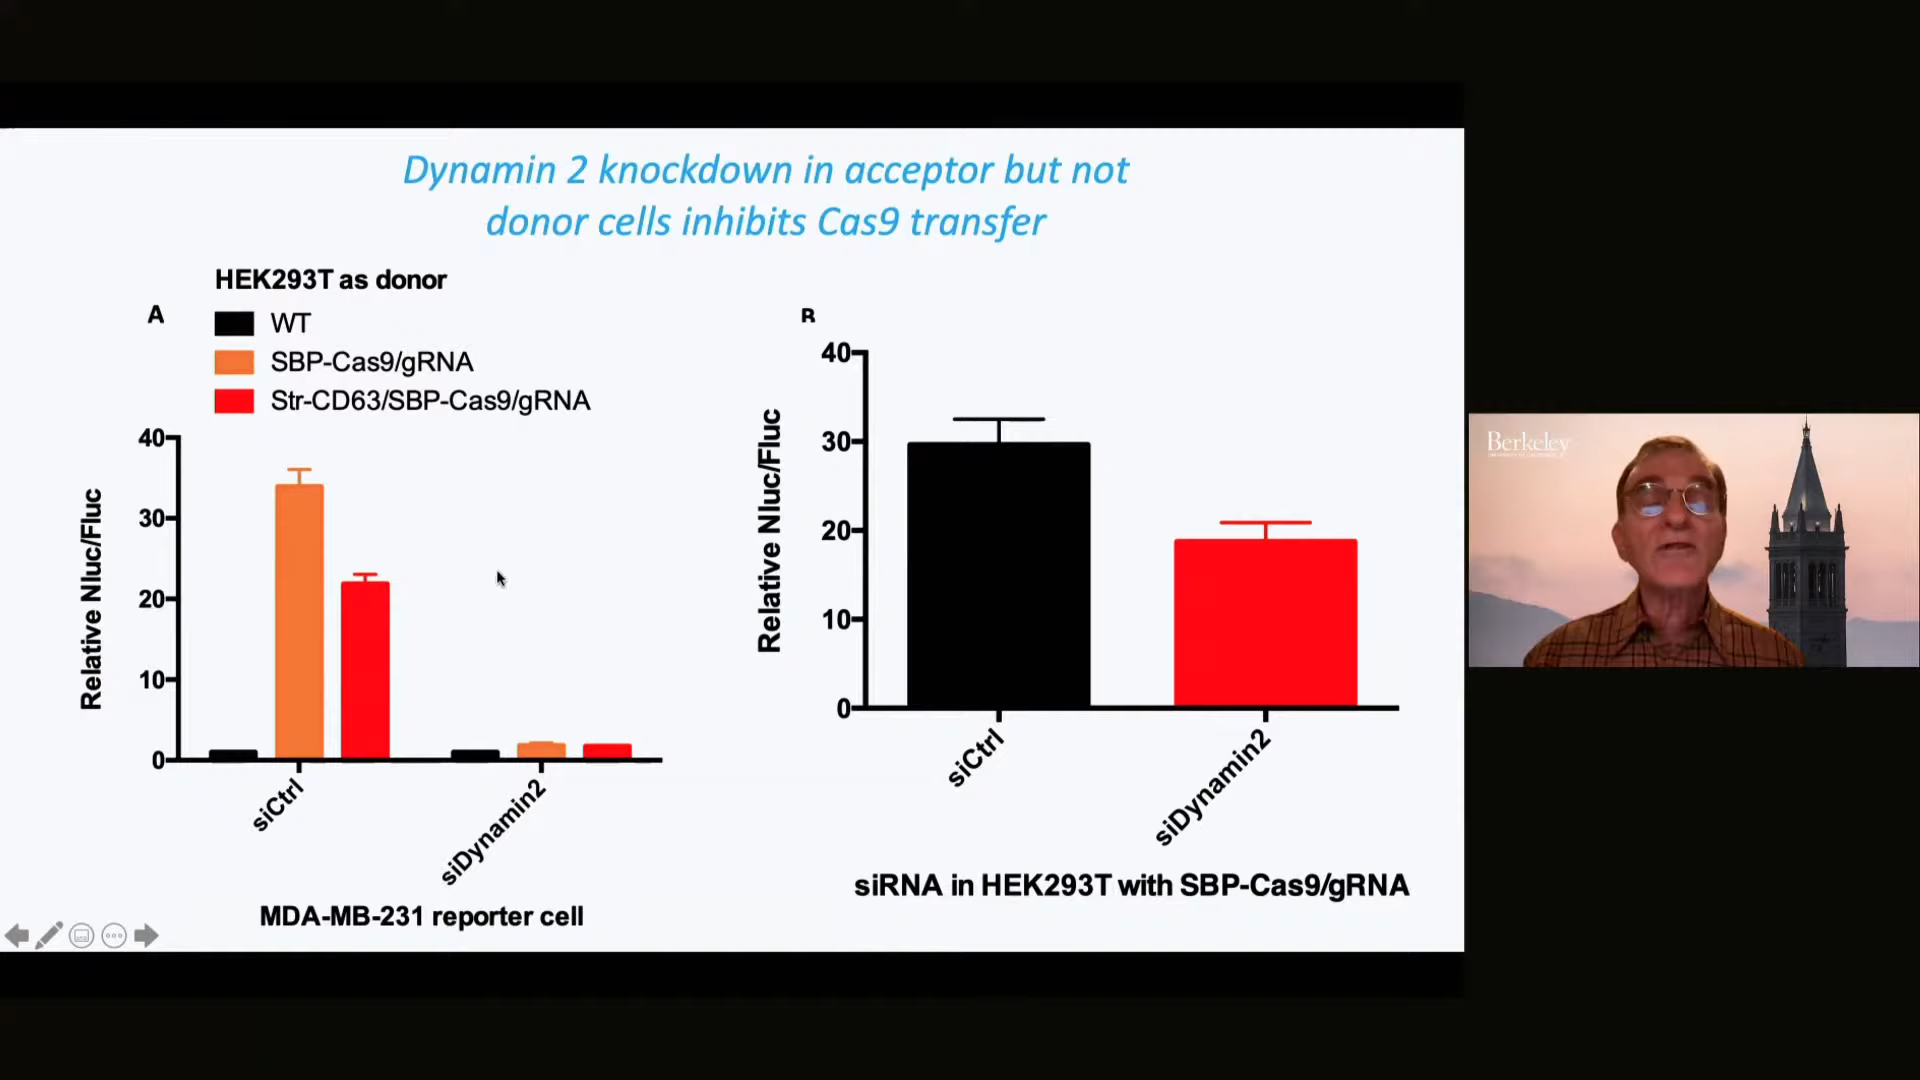 Dynamin 2 knockdown in acceptor but not
donor cells inhibits Cas9 transfer
HEK293T as donor
A
WT
SBP-Cas9/gRNA
Str-CD63/SBP-Cas9/gRNA
40
30
20
10
0
Relative Nluc/Fluc
siCtrl
siDynamin2
MDA-MB-231 reporter cell
B
40
30
20
10
0
Relative Nluc/Fluc
siCtrl
siDynamin2
siRNA in HEK293T with SBP-Cas9/gRNA
Berkeley